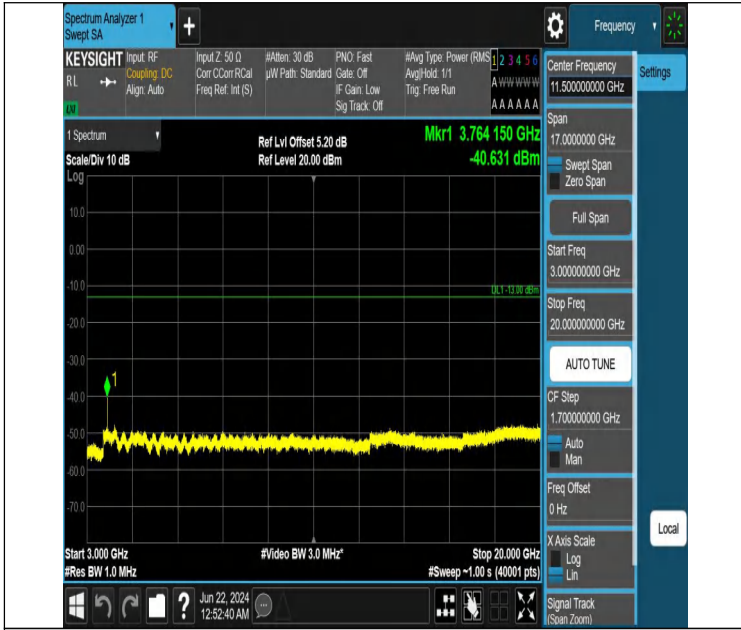 Spectrum Analyzer 1
Swept SA
+
Frequency
KEYSIGHT
RL
Input: RF
Coupling: DC
Align: Auto
Input Z: 50 Ω
Corr CCorr RCal
Freq Ref: Int (S)
#Atten: 30 dB
µW Path: Standard
PNO: Fast
Gate: Off
IF Gain: Low
Sig Track: Off
#Avg Type: Power (RMS
Avg|Hold: 1/1
Trig: Free Run
1 2 3 4 5 6
A W W W W W
A A A A A A
1 Spectrum
Scale/Div 10 dB
Log
Ref Lvl Offset 5.20 dB
Ref Level 20.00 dBm
Mkr1 3.764 150 GHz
-40.631 dBm
10.0
0.00
-10.0
DL1 -13.00 dBm
-20.0
-30.0
1
-40.0
-50.0
-60.0
-70.0
Start 3.000 GHz
#Res BW 1.0 MHz
#Video BW 3.0 MHz*
Stop 20.000 GHz
#Sweep ~1.00 s (40001 pts)
?
Jun 22, 2024
12:52:40 AM
Center Frequency
11.500000000 GHz
Settings
Span
17.0000000 GHz
Swept Span
Zero Span
Full Span
Start Freq
3.000000000 GHz
Stop Freq
20.000000000 GHz
AUTO TUNE
CF Step
1.700000000 GHz
Auto
Man
Freq Offset
0 Hz
X Axis Scale
Log
Lin
Local
Signal Track
(Span Zoom)